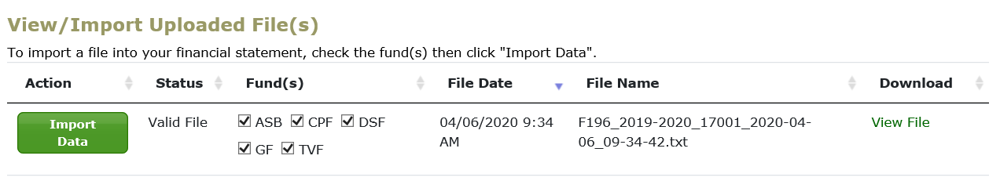 View/Import Uploaded File(s)
To import a file into your financial statement, check the fund(s) then click "Import Data".
Action Status Fund(s) File Date File Name Download
Import Data Valid File ASB CPF DSF GF TVF 04/06/2020 9:34 AM F196_2019-2020_17001_2020-04-06_09-34-42.txt View File